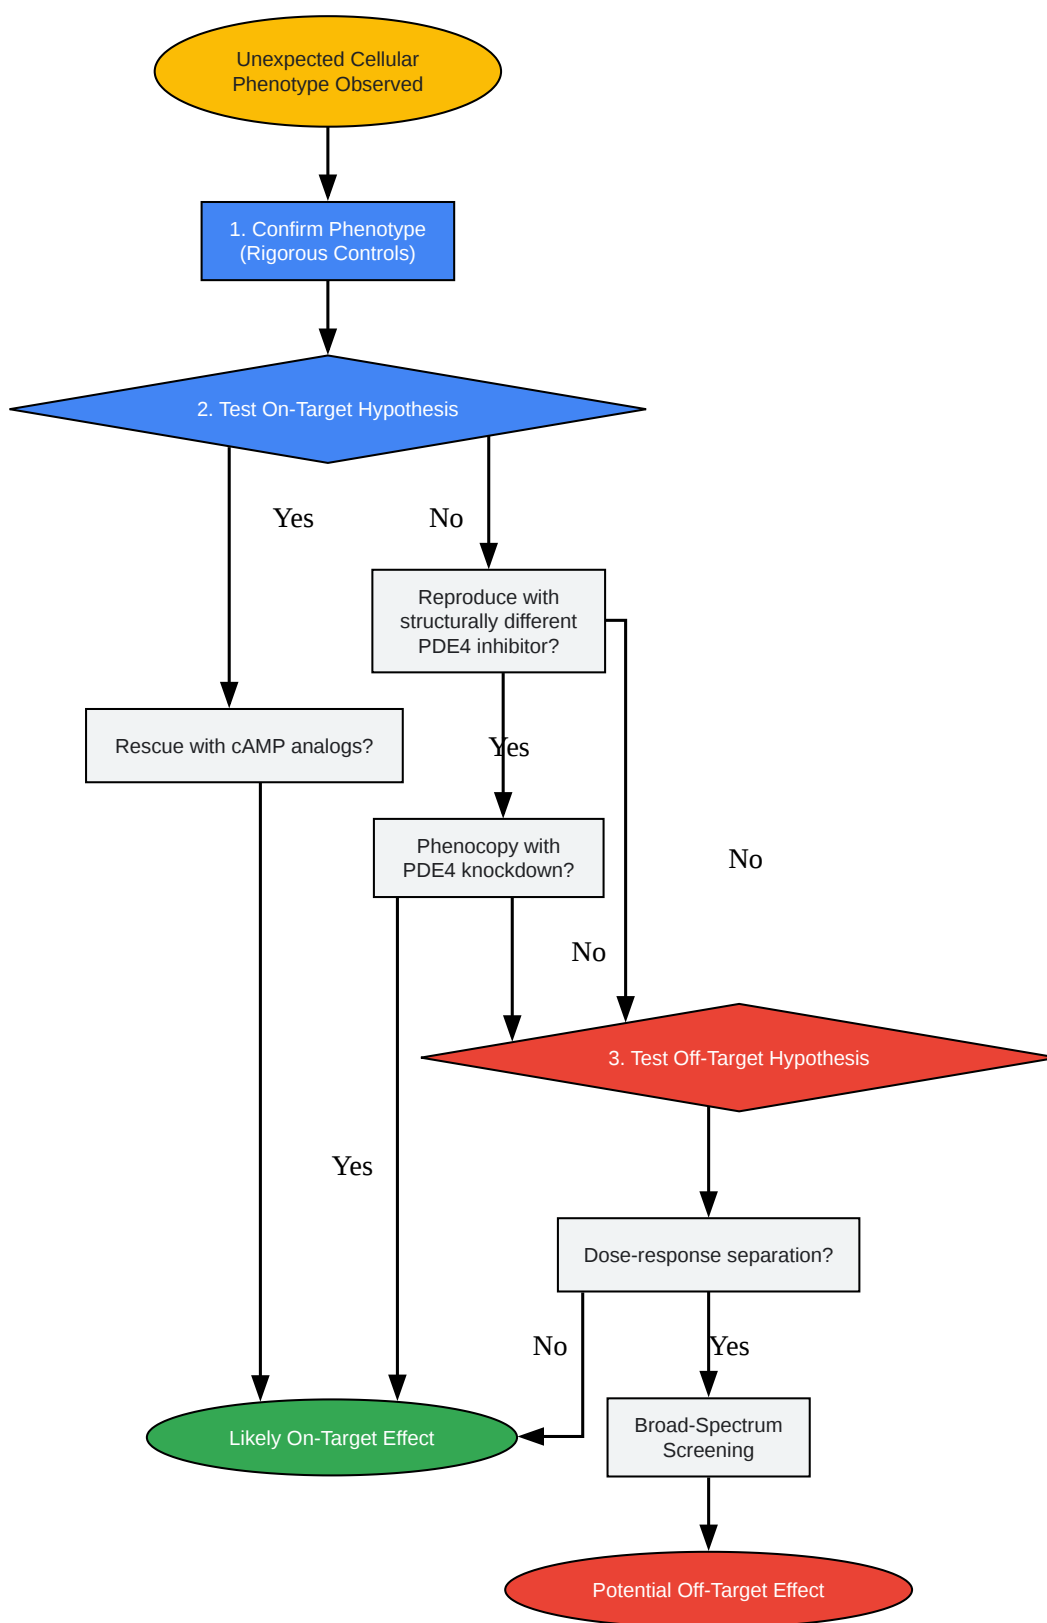 Unexpected Cellular
Phenotype Observed
1. Confirm Phenotype
(Rigorous Controls)
2. Test On-Target Hypothesis
Yes
No
Reproduce with
structurally different
PDE4 inhibitor?
Rescue with cAMP analogs?
Yes
Phenocopy with
PDE4 knockdown?
No
No
3. Test Off-Target Hypothesis
Yes
Dose-response separation?
No
Yes
Likely On-Target Effect
Broad-Spectrum
Screening
Potential Off-Target Effect